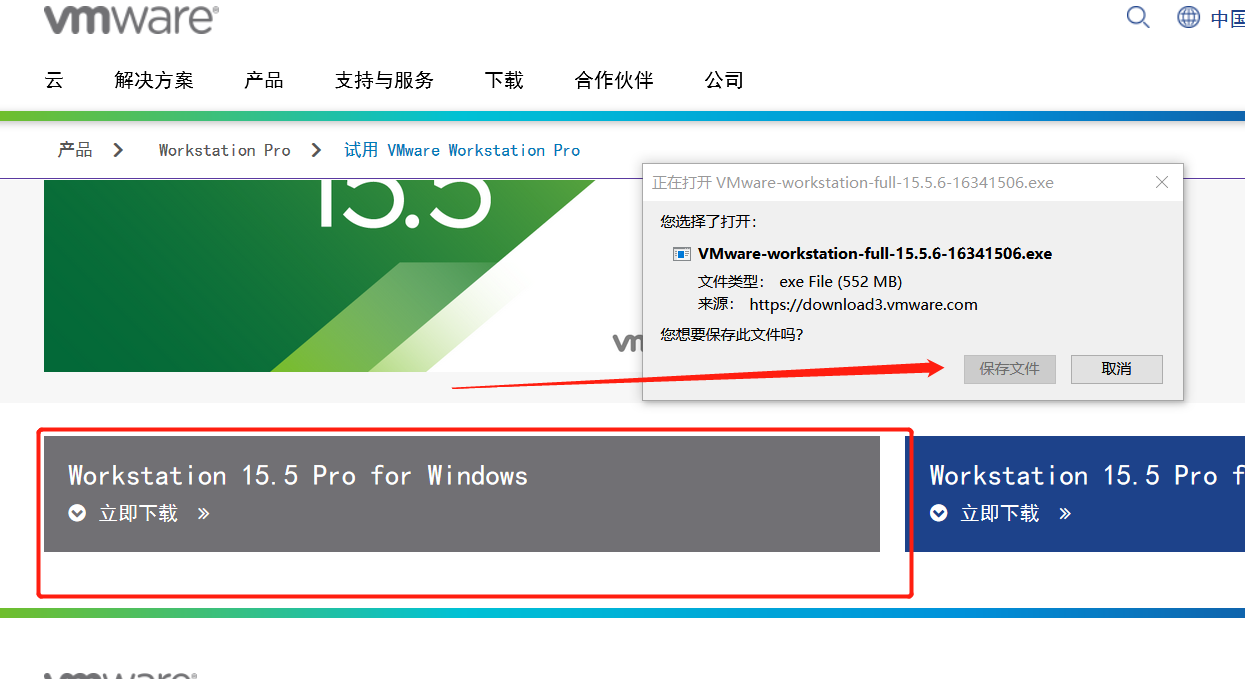 vmware®
中国
云 解决方案 产品 支持与服务 下载 合作伙伴 公司
产品 Workstation Pro 试用 VMware Workstation Pro
15.5
正在打开 VMware-workstation-full-15.5.6-16341506.exe
您选择了打开:
VMware-workstation-full-15.5.6-16341506.exe
文件类型: exe File (552 MB)
来源: https://download3.vmware.com
您想要保存此文件吗?
保存文件 取消
vm
Workstation 15.5 Pro for Windows
立即下载 »
Workstation 15.5 Pro f
立即下载 »
vmware®